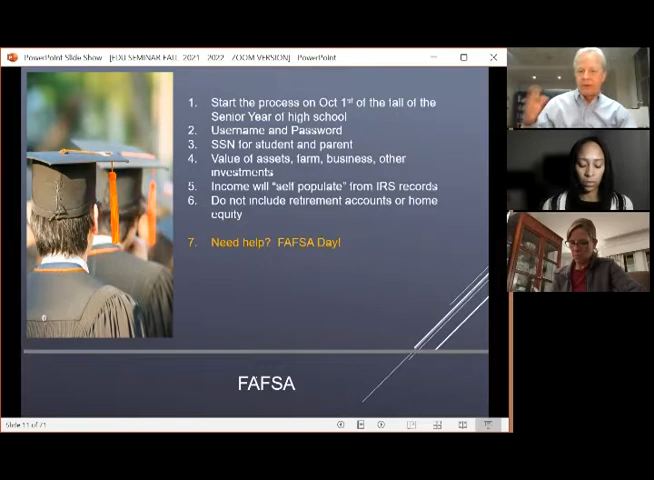 PowerPoint Slide Show - [EDU SEMINAR FALL 2021 - 2022 ZOOM VERSION] - PowerPoint
1. Start the process on Oct 1st of the fall of the
Senior Year of high school
2. Username and Password
3. SSN for student and parent
4. Value of assets, farm, business, other
investments
5. Income will "self populate" from IRS records
6. Do not include retirement accounts or home
equity
7. Need help? FAFSA Day!
FAFSA
Slide 11 of 71